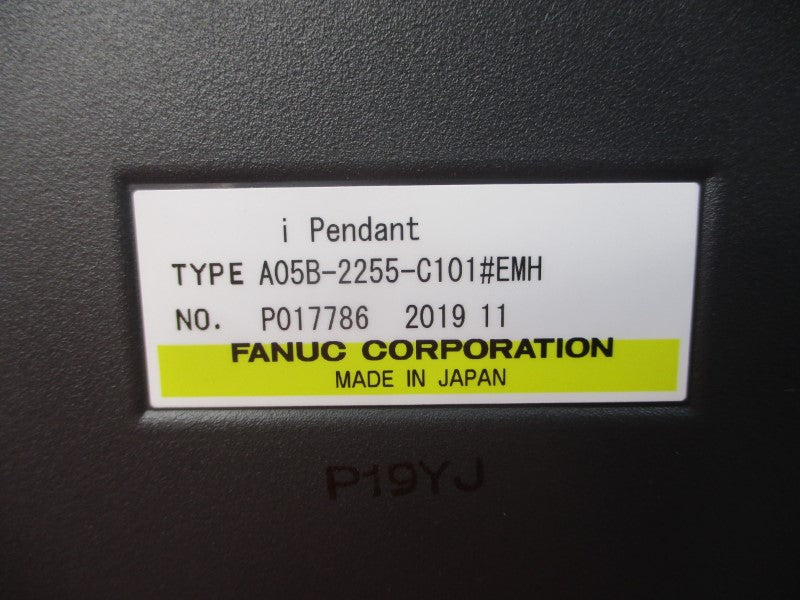 i Pendant
TYPE A05B-2255-C101#EMH
NO. P017786 2019 11
FANUC CORPORATION
MADE IN JAPAN
P19YJ